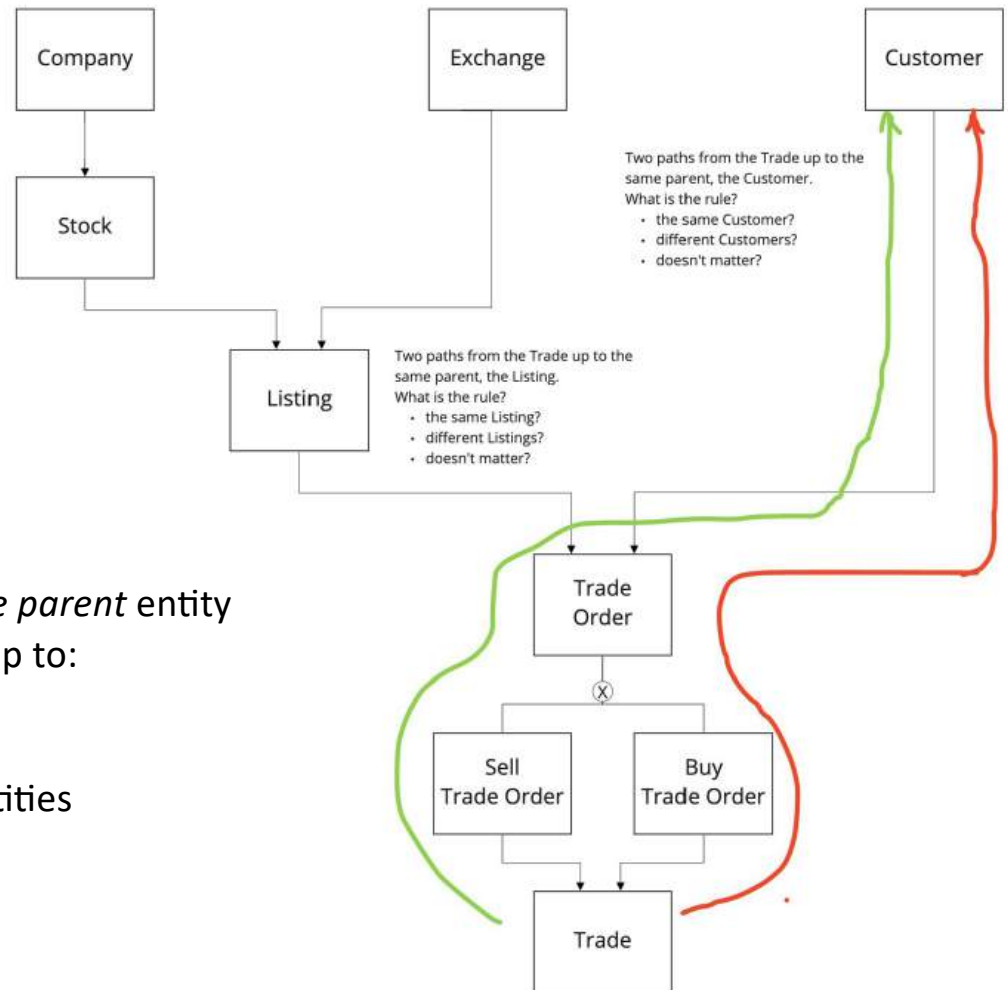 Company
Exchange
Customer
Two paths from the Trade up to the
same parent, the Customer.
What is the rule?
• the same Customer?
• different Customers?
• doesn't matter?
Stock
Listing
Two paths from the Trade up to the
same parent, the Listing.
What is the rule?
• the same Listing?
• different Listings?
• doesn't matter?
e parent entity
p to:
tities
Trade
Order
X
Sell
Trade Order
Buy
Trade Order
Trade